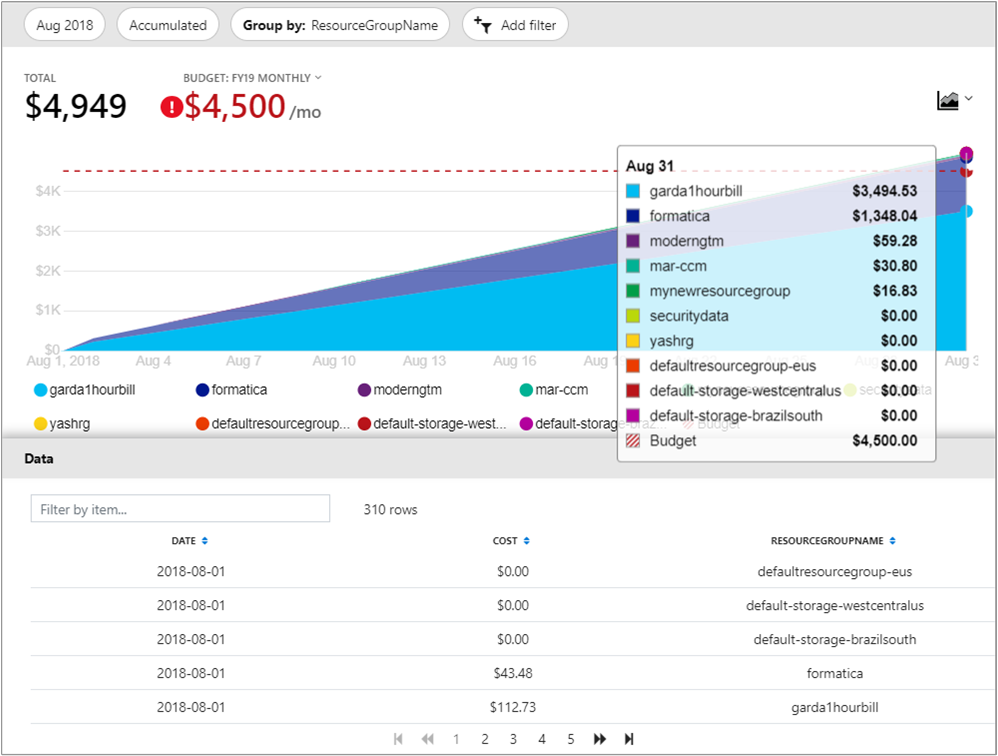 Aug 2018 Accumulated Group by: ResourceGroupName Add filter
TOTAL BUDGET: FY19 MONTHLY
$4,949 $4,500 /mo
Aug 31
garda1hourbill $3,494.53
formatica $1,348.04
moderngtm $59.28
mar-ccm $30.80
mynewresourcegroup $16.83
securitydata $0.00
yashrg $0.00
defaultresourcegroup-eus $0.00
default-storage-westcentralus $0.00
default-storage-brazilsouth $0.00
Budget $4,500.00
$4K
$3K
$2K
$1K
$0
Aug 1, 2018 Aug 4 Aug 7 Aug 10 Aug 13 Aug 16
garda1hourbill formatica moderngtm mar-ccm
yashrg defaultresourcegroup... default-storage-west... default-storage-braz... Budget
Data
Filter by item... 310 rows
DATE COST RESOURCEGROUPNAME
2018-08-01 $0.00 defaultresourcegroup-eus
2018-08-01 $0.00 default-storage-westcentralus
2018-08-01 $0.00 default-storage-brazilsouth
2018-08-01 $43.48 formatica
2018-08-01 $112.73 garda1hourbill
1 2 3 4 5